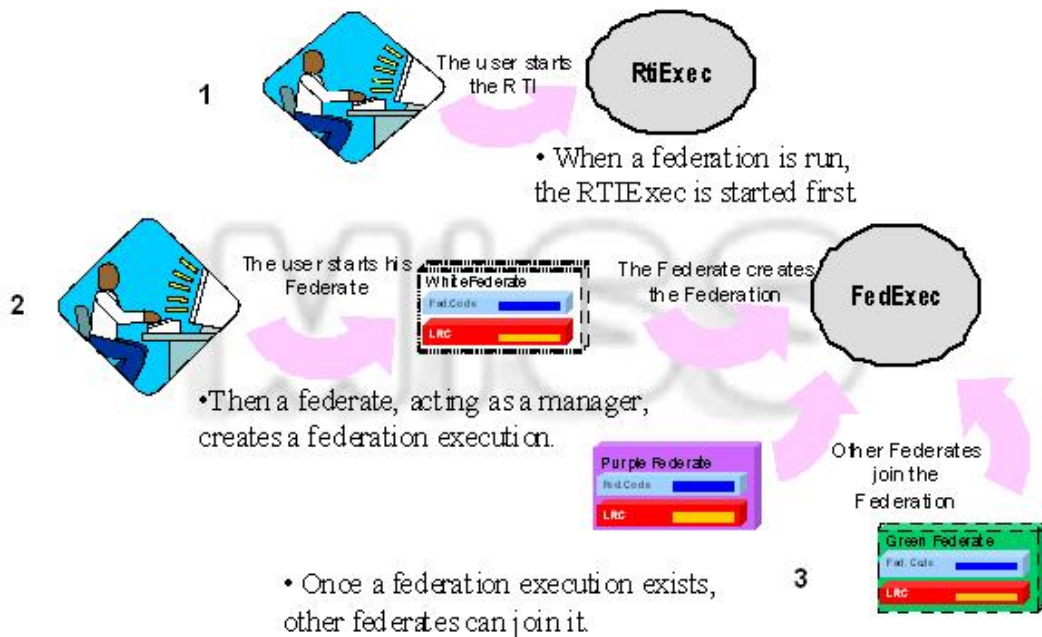 1
The user starts
the RTI
RtiExec
• When a federation is run,
the RTIExec is started first
2
The user starts his
Federate
WhiteFederate
Fed.Code
LRC
The Federate creates
the Federation
FedExec
•Then a federate, acting as a manager,
creates a federation execution.
Purple Federate
Fed.Code
LRC
Other Federates
join the
Federation
Green Federate
Fed. Code
LRC
3
• Once a federation execution exists,
other federates can join it.